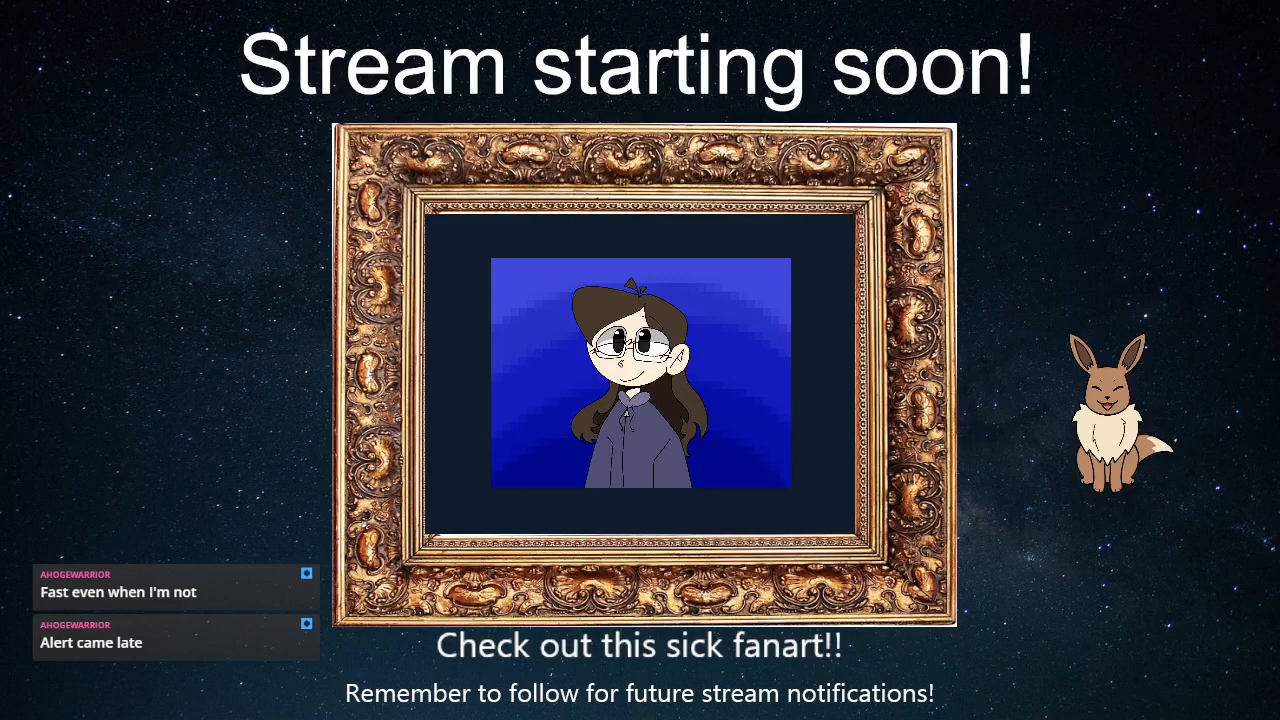 Stream starting soon!
AHOGEWARRIOR
Fast even when I'm not
AHOGEWARRIOR
Alert came late
Check out this sick fanart!!
Remember to follow for future stream notifications!